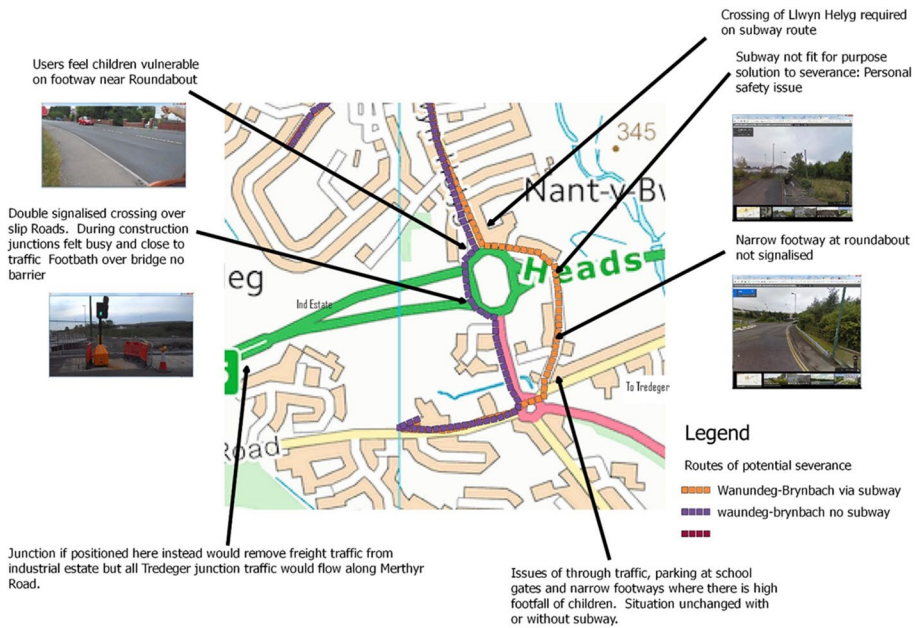 Crossing of Llwyn Helyg required
on subway route
Users feel children vulnerable
on footway near Roundabout
Subway not fit for purpose
solution to severance: Personal
safety issue
345
Nant-y-B
Double signalised crossing over
slip Roads. During construction
junctions felt busy and close to
traffic Footbath over bridge no
barrier
Narrow footway at roundabout
not signalised
Heads
eg
Ind Estate
To Tredeger
Road
Legend
Routes of potential severance
Wanundeg-Brynbach via subway
waundeg-brynbach no subway
Junction if positioned here instead would remove freight traffic from
industrial estate but all Tredeger junction traffic would flow along Merthyr
Road.
Issues of through traffic, parking at school
gates and narrow footways where there is high
footfall of children. Situation unchanged with
or without subway.